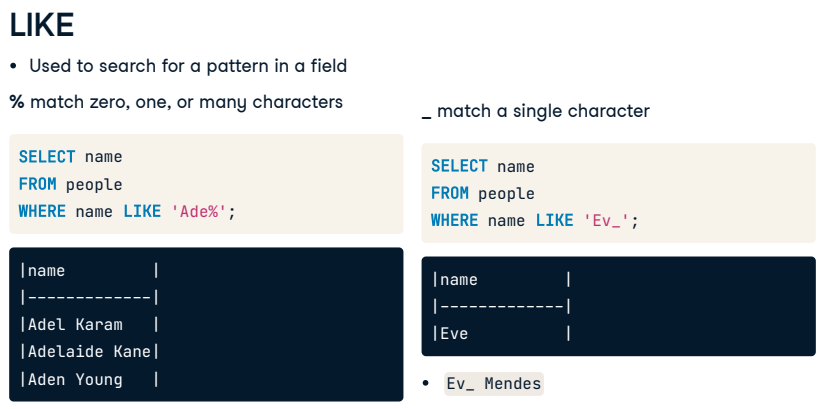 LIKE
• Used to search for a pattern in a field
% match zero, one, or many characters
SELECT name
FROM people
WHERE name LIKE 'Ade%';
|name         |
|-------------|
|Adel Karam   |
|Adelaide Kane|
|Aden Young   |
_ match a single character
SELECT name
FROM people
WHERE name LIKE 'Ev_';
|name         |
|-------------|
|Eve          |
• Ev_ Mendes